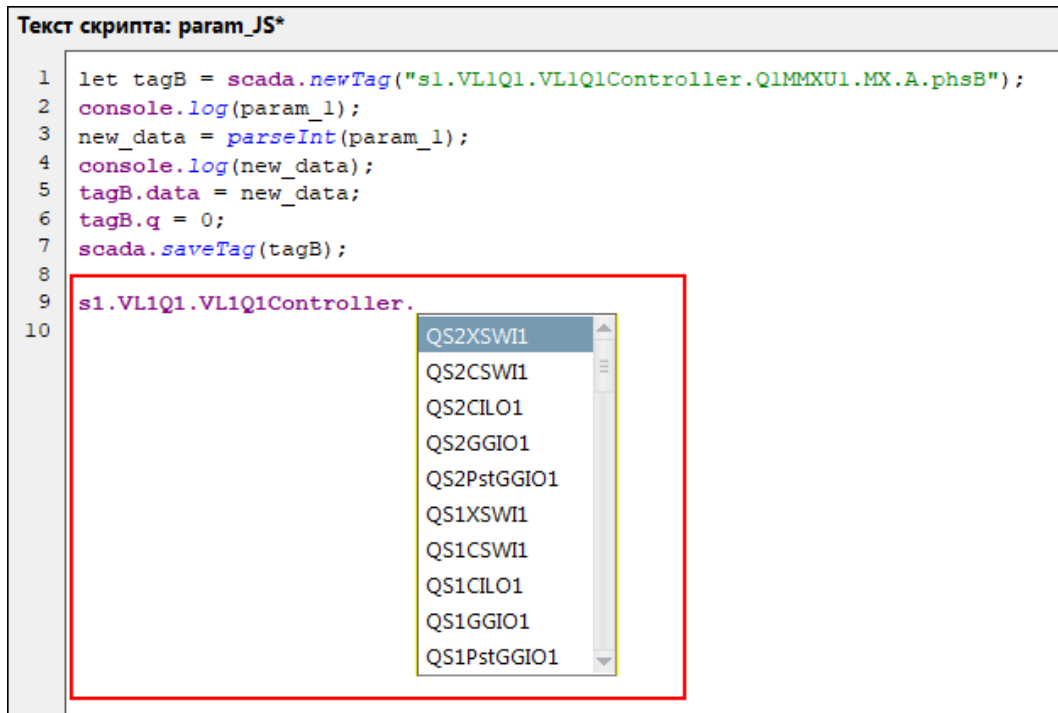 Текст скрипта: param_JS*
1 let tagB = scada.newTag("s1.VL1Q1.VL1Q1Controller.Q1MMXU1.MX.A.phsB");
2 console.log(param_1);
3 new_data = parseInt(param_1);
4 console.log(new_data);
5 tagB.data = new_data;
6 tagB.q = 0;
7 scada.saveTag(tagB);
8
9 s1.VL1Q1.VL1Q1Controller.
10
QS2XSWI1
QS2CSWI1
QS2CILO1
QS2GGIO1
QS2PstGGIO1
QS1XSWI1
QS1CSWI1
QS1CILO1
QS1GGIO1
QS1PstGGIO1